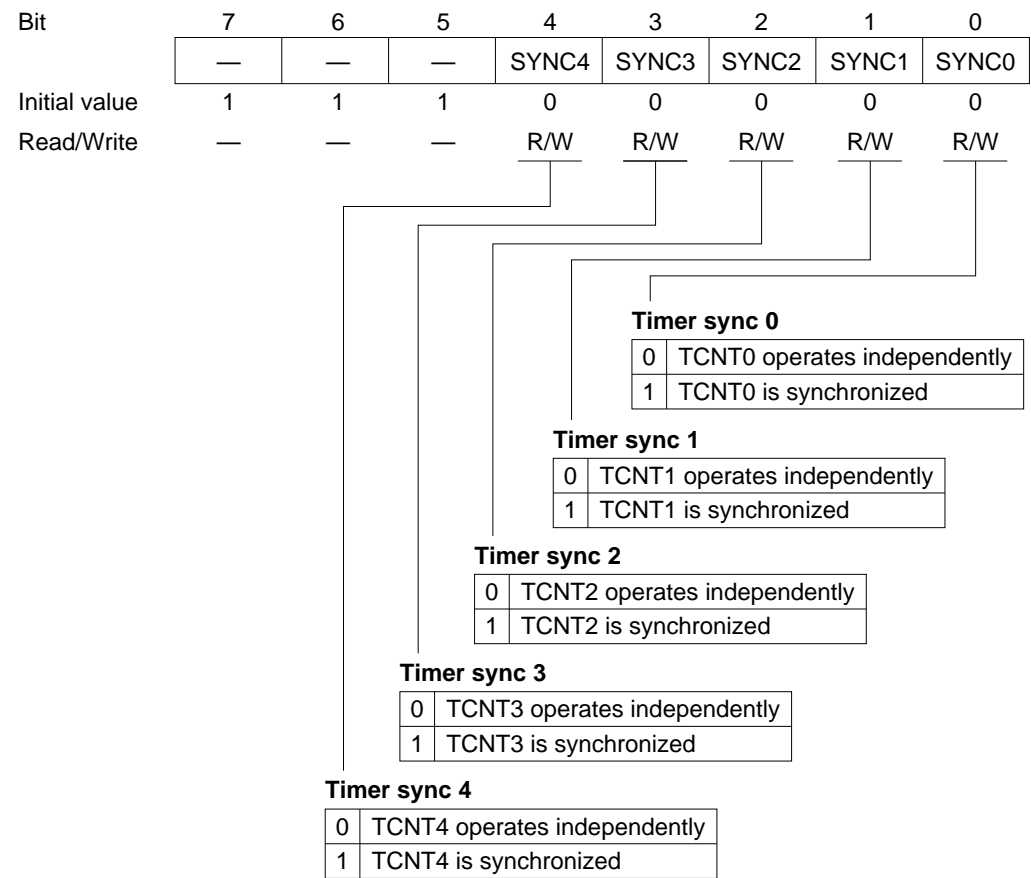 Bit 7 6 5 4 3 2 1 0
— — — SYNC4 SYNC3 SYNC2 SYNC1 SYNC0
Initial value 1 1 1 0 0 0 0 0
Read/Write — — — R/W R/W R/W R/W R/W
Timer sync 0
0 TCNT0 operates independently
1 TCNT0 is synchronized
Timer sync 1
0 TCNT1 operates independently
1 TCNT1 is synchronized
Timer sync 2
0 TCNT2 operates independently
1 TCNT2 is synchronized
Timer sync 3
0 TCNT3 operates independently
1 TCNT3 is synchronized
Timer sync 4
0 TCNT4 operates independently
1 TCNT4 is synchronized